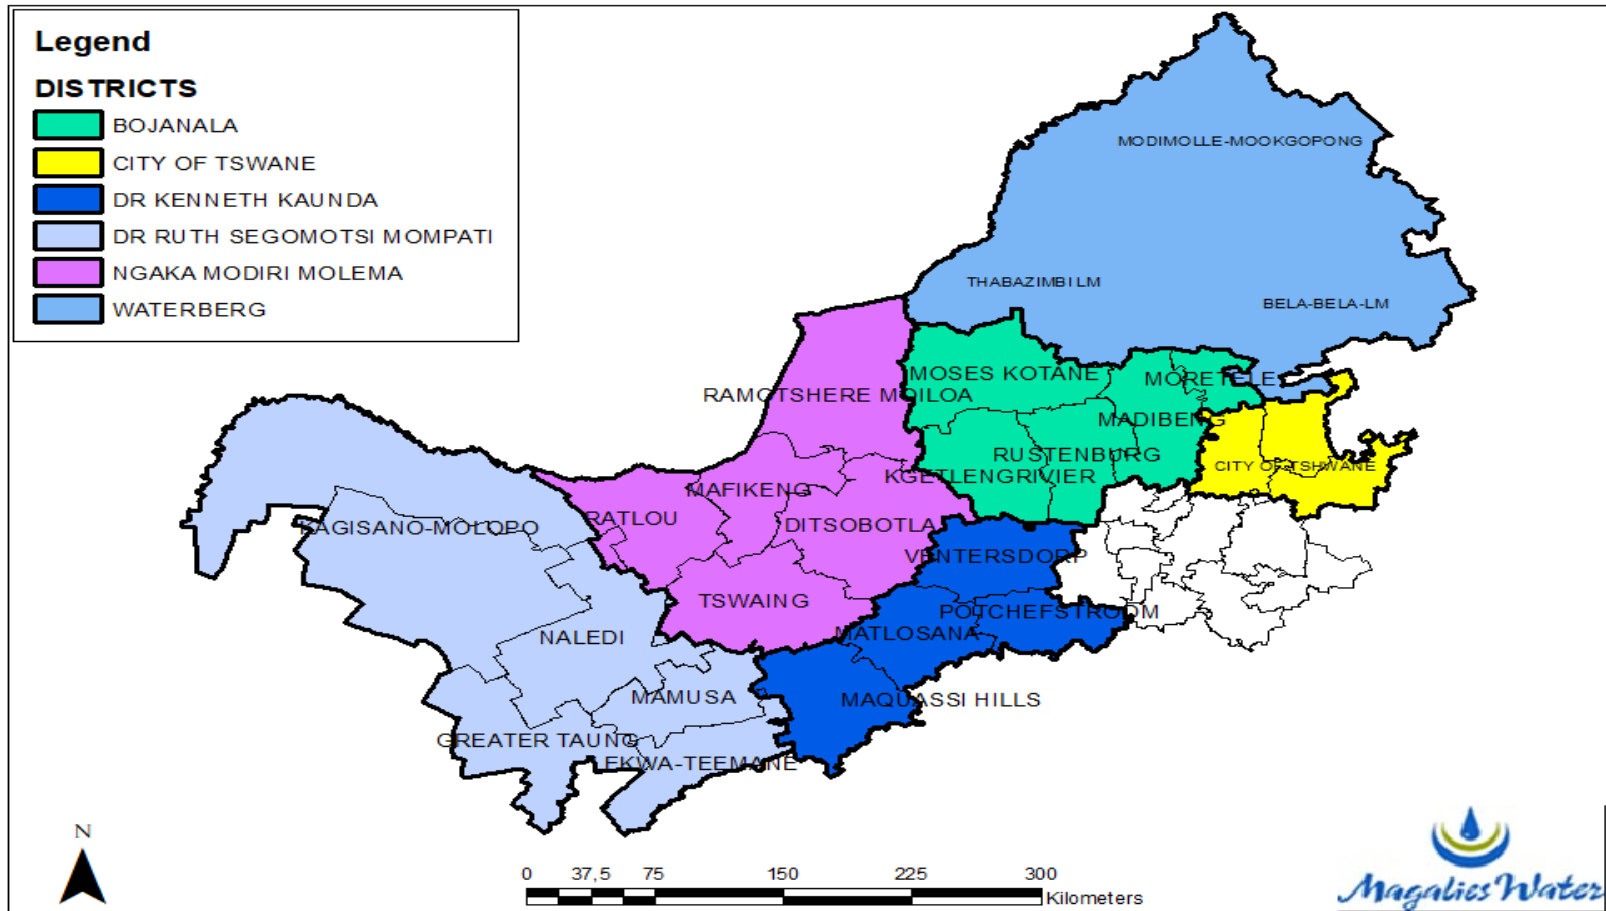 Legend
DISTRICTS
BOJANALA
CITY OF TSWANE
DR KENNETH KAUNDA
DR RUTH SEGOMOTSI MOMPATI
NGAKA MODIRI MOLEMA
WATERBERG
MODIMOLLE-MOOKGOPONG
THABAZIMBI LM
BELA-BELA-LM
MOSES KOTANE
MORETELE
RAMOTSHERE MOILOA
MADIBENG
RUSTENBURG
CITY OF TSHWANE
KGETLENGRIVIER
MAFIKENG
RATLOU
DITSOBOTLA
KAGISANO-MOLOPO
VENTERSDORP
TSWAING
POTCHEFSTROOM
MATLOSANA
NALEDI
MAMUSA
MAQUASSI HILLS
GREATER TAUNG
LEKWA-TEEMANE
N
0 37,5 75 150 225 300
Kilometers
Magalies Water